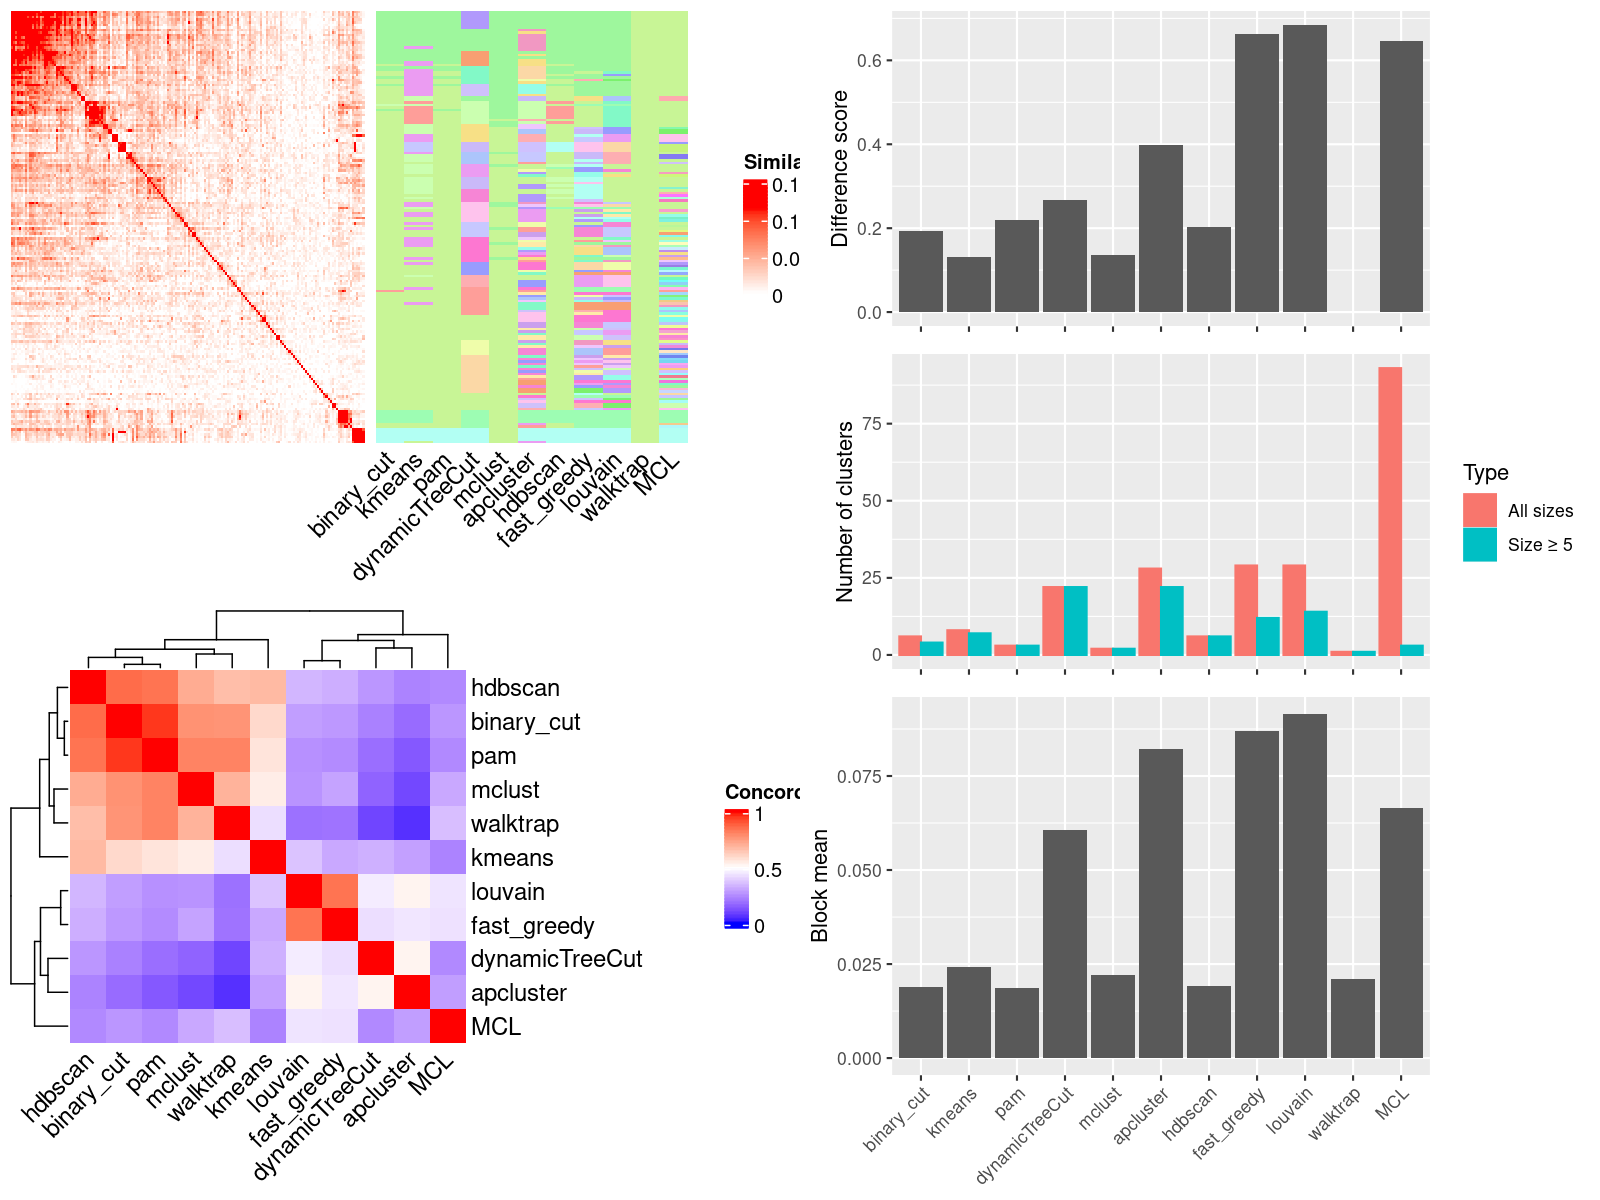 Simila
0.1
0.1
0.0
0
binary_cut
kmeans
pam
dynamicTreeCut
mclust
apcluster
hdbscan
fast_greedy
louvain
walktrap
MCL
hdbscan
binary_cut
pam
mclust
walktrap
kmeans
louvain
fast_greedy
dynamicTreeCut
apcluster
MCL
hdbscan
binary_cut
pam
mclust
walktrap
kmeans
louvain
fast_greedy
dynamicTreeCut
apcluster
MCL
Concord
1
0.5
0
Difference score
0.6
0.4
0.2
0.0
Number of clusters
75
50
25
0
Type
All sizes
Size ≥ 5
Block mean
0.075
0.050
0.025
0.000
binary_cut
kmeans
pam
dynamicTreeCut
mclust
apcluster
hdbscan
fast_greedy
louvain
walktrap
MCL